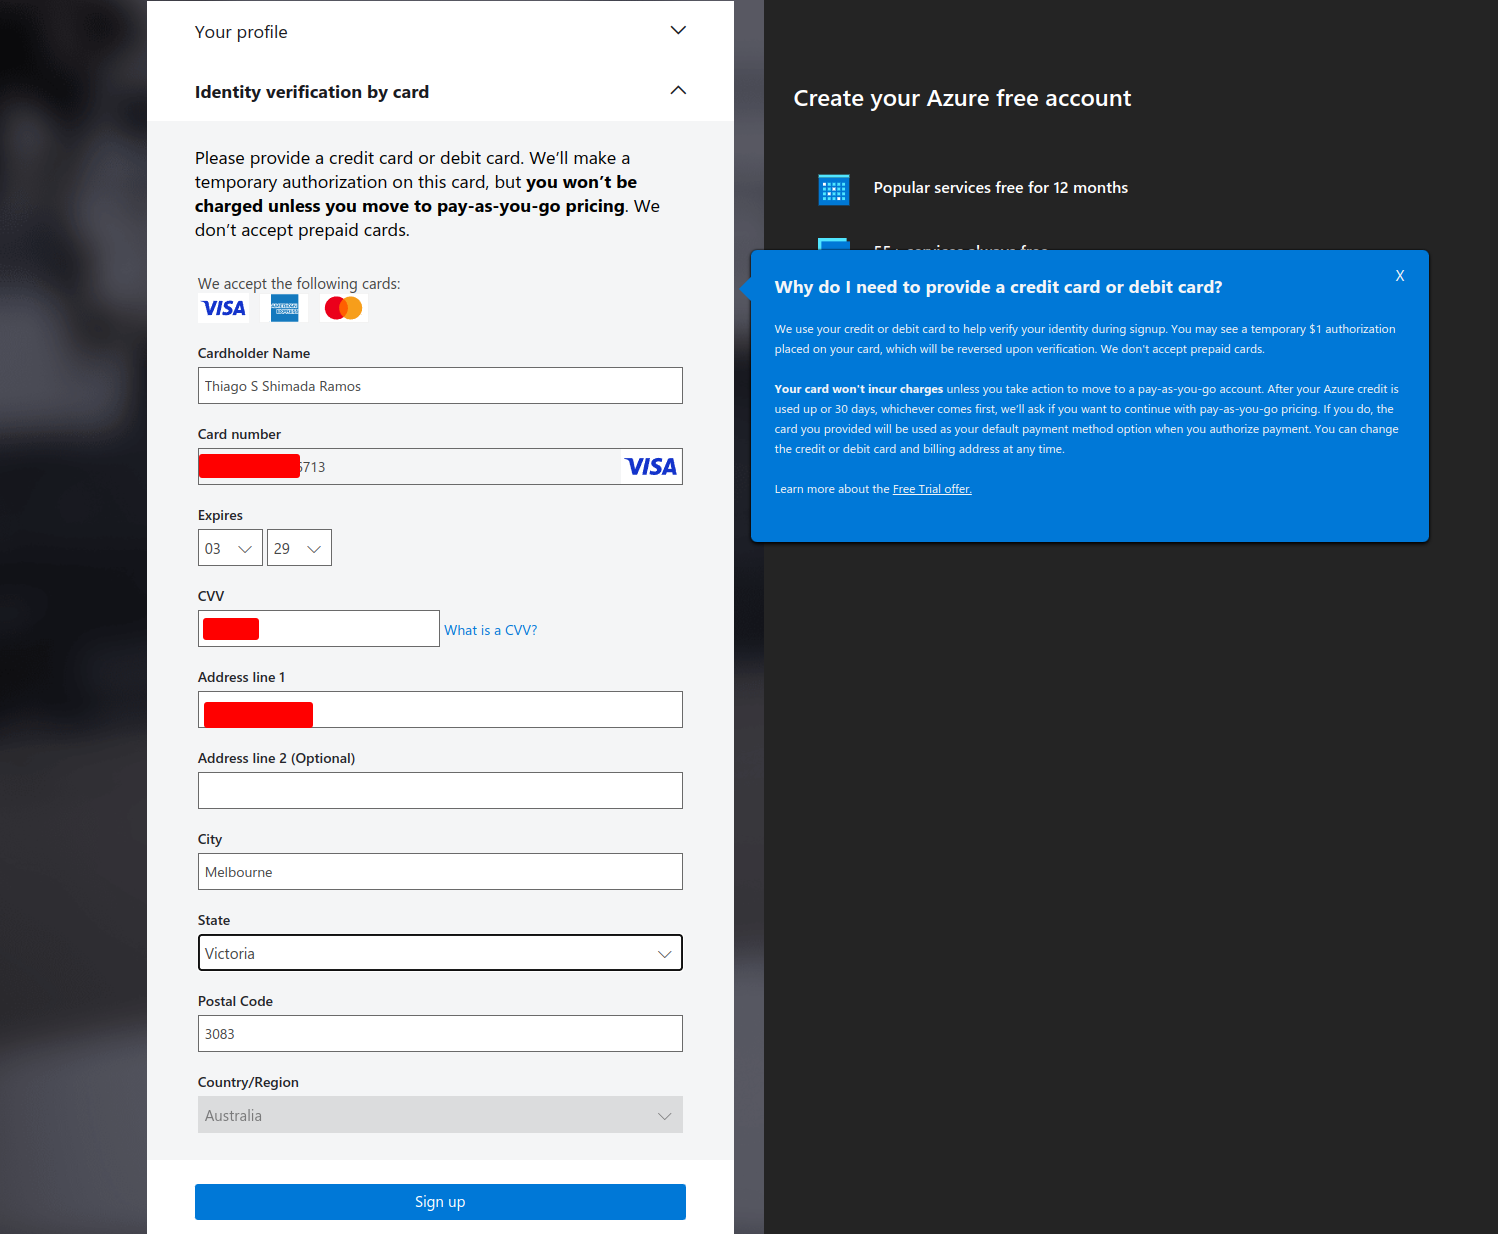 Your profile
Identity verification by card
Please provide a credit card or debit card. We’ll make a
temporary authorization on this card, but you won’t be
charged unless you move to pay-as-you-go pricing. We
don’t accept prepaid cards.
We accept the following cards:
VISA AMERICAN EXPRESS
Cardholder Name
Thiago S Shimada Ramos
Card number
5713 VISA
Expires
03 29
CVV
What is a CVV?
Address line 1
Address line 2 (Optional)
City
Melbourne
State
Victoria
Postal Code
3083
Country/Region
Australia
Sign up
Create your Azure free account
Popular services free for 12 months
55+ services always free
X
Why do I need to provide a credit card or debit card?
We use your credit or debit card to help verify your identity during signup. You may see a temporary $1 authorization
placed on your card, which will be reversed upon verification. We don't accept prepaid cards.
Your card won't incur charges unless you take action to move to a pay-as-you-go account. After your Azure credit is
used up or 30 days, whichever comes first, we’ll ask if you want to continue with pay-as-you-go pricing. If you do, the
card you provided will be used as your default payment method option when you authorize payment. You can change
the credit or debit card and billing address at any time.
Learn more about the Free Trial offer.